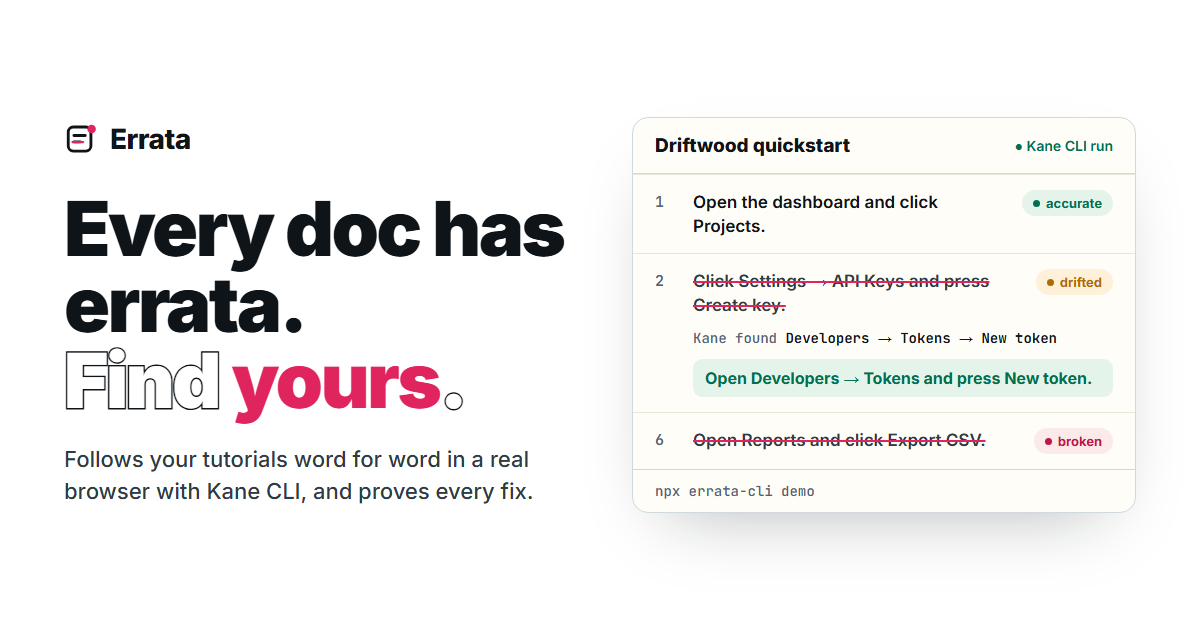 Errata
Every doc has
errata.
Find yours.
Follows your tutorials word for word in a real
browser with Kane CLI, and proves every fix.
Driftwood quickstart
Kane CLI run
1
Open the dashboard and click
Projects.
accurate
2
Click Settings → API Keys and press
Create key.
drifted
Kane found Developers → Tokens → New token
Open Developers → Tokens and press New token.
6
Open Reports and click Export CSV.
broken
npx errata-cli demo